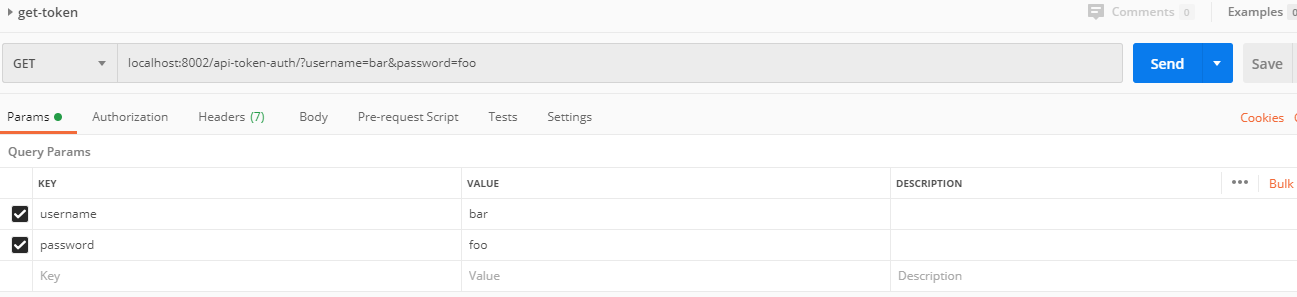 get-token Comments 0 Examples 0
GET localhost:8002/api-token-auth/?username=bar&password=foo Send Save
Params Authorization Headers (7) Body Pre-request Script Tests Settings Cookies
Query Params
KEY VALUE DESCRIPTION ••• Bulk
username bar
password foo
Key Value Description